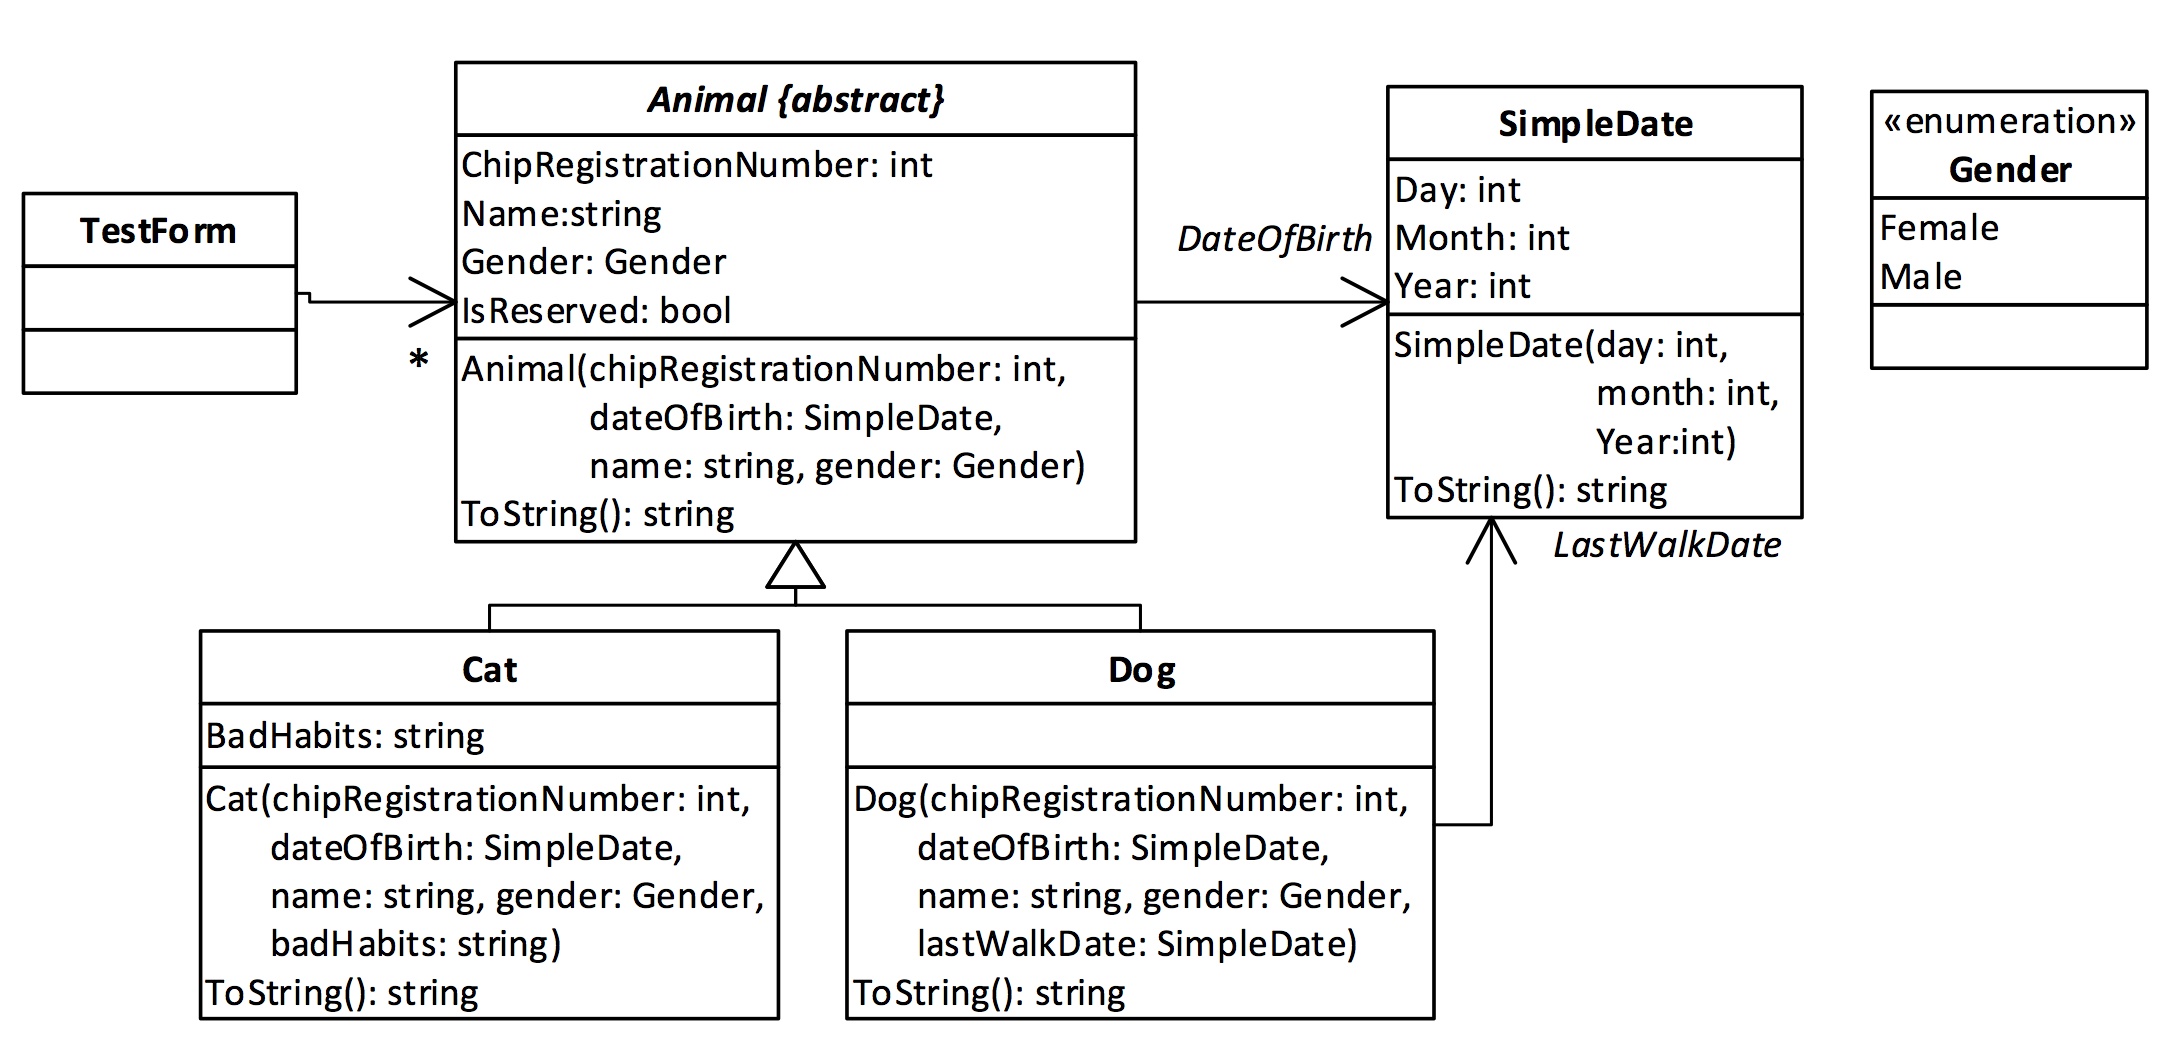 TestForm
*
Animal {abstract}
ChipRegistrationNumber: int
Name:string
Gender: Gender
IsReserved: bool
Animal(chipRegistrationNumber: int,
dateOfBirth: SimpleDate,
name: string, gender: Gender)
ToString(): string
DateOfBirth
SimpleDate
Day: int
Month: int
Year: int
SimpleDate(day: int,
month: int,
Year:int)
ToString(): string
LastWalkDate
«enumeration»
Gender
Female
Male
Cat
BadHabits: string
Cat(chipRegistrationNumber: int,
dateOfBirth: SimpleDate,
name: string, gender: Gender,
badHabits: string)
ToString(): string
Dog
Dog(chipRegistrationNumber: int,
dateOfBirth: SimpleDate,
name: string, gender: Gender,
lastWalkDate: SimpleDate)
ToString(): string